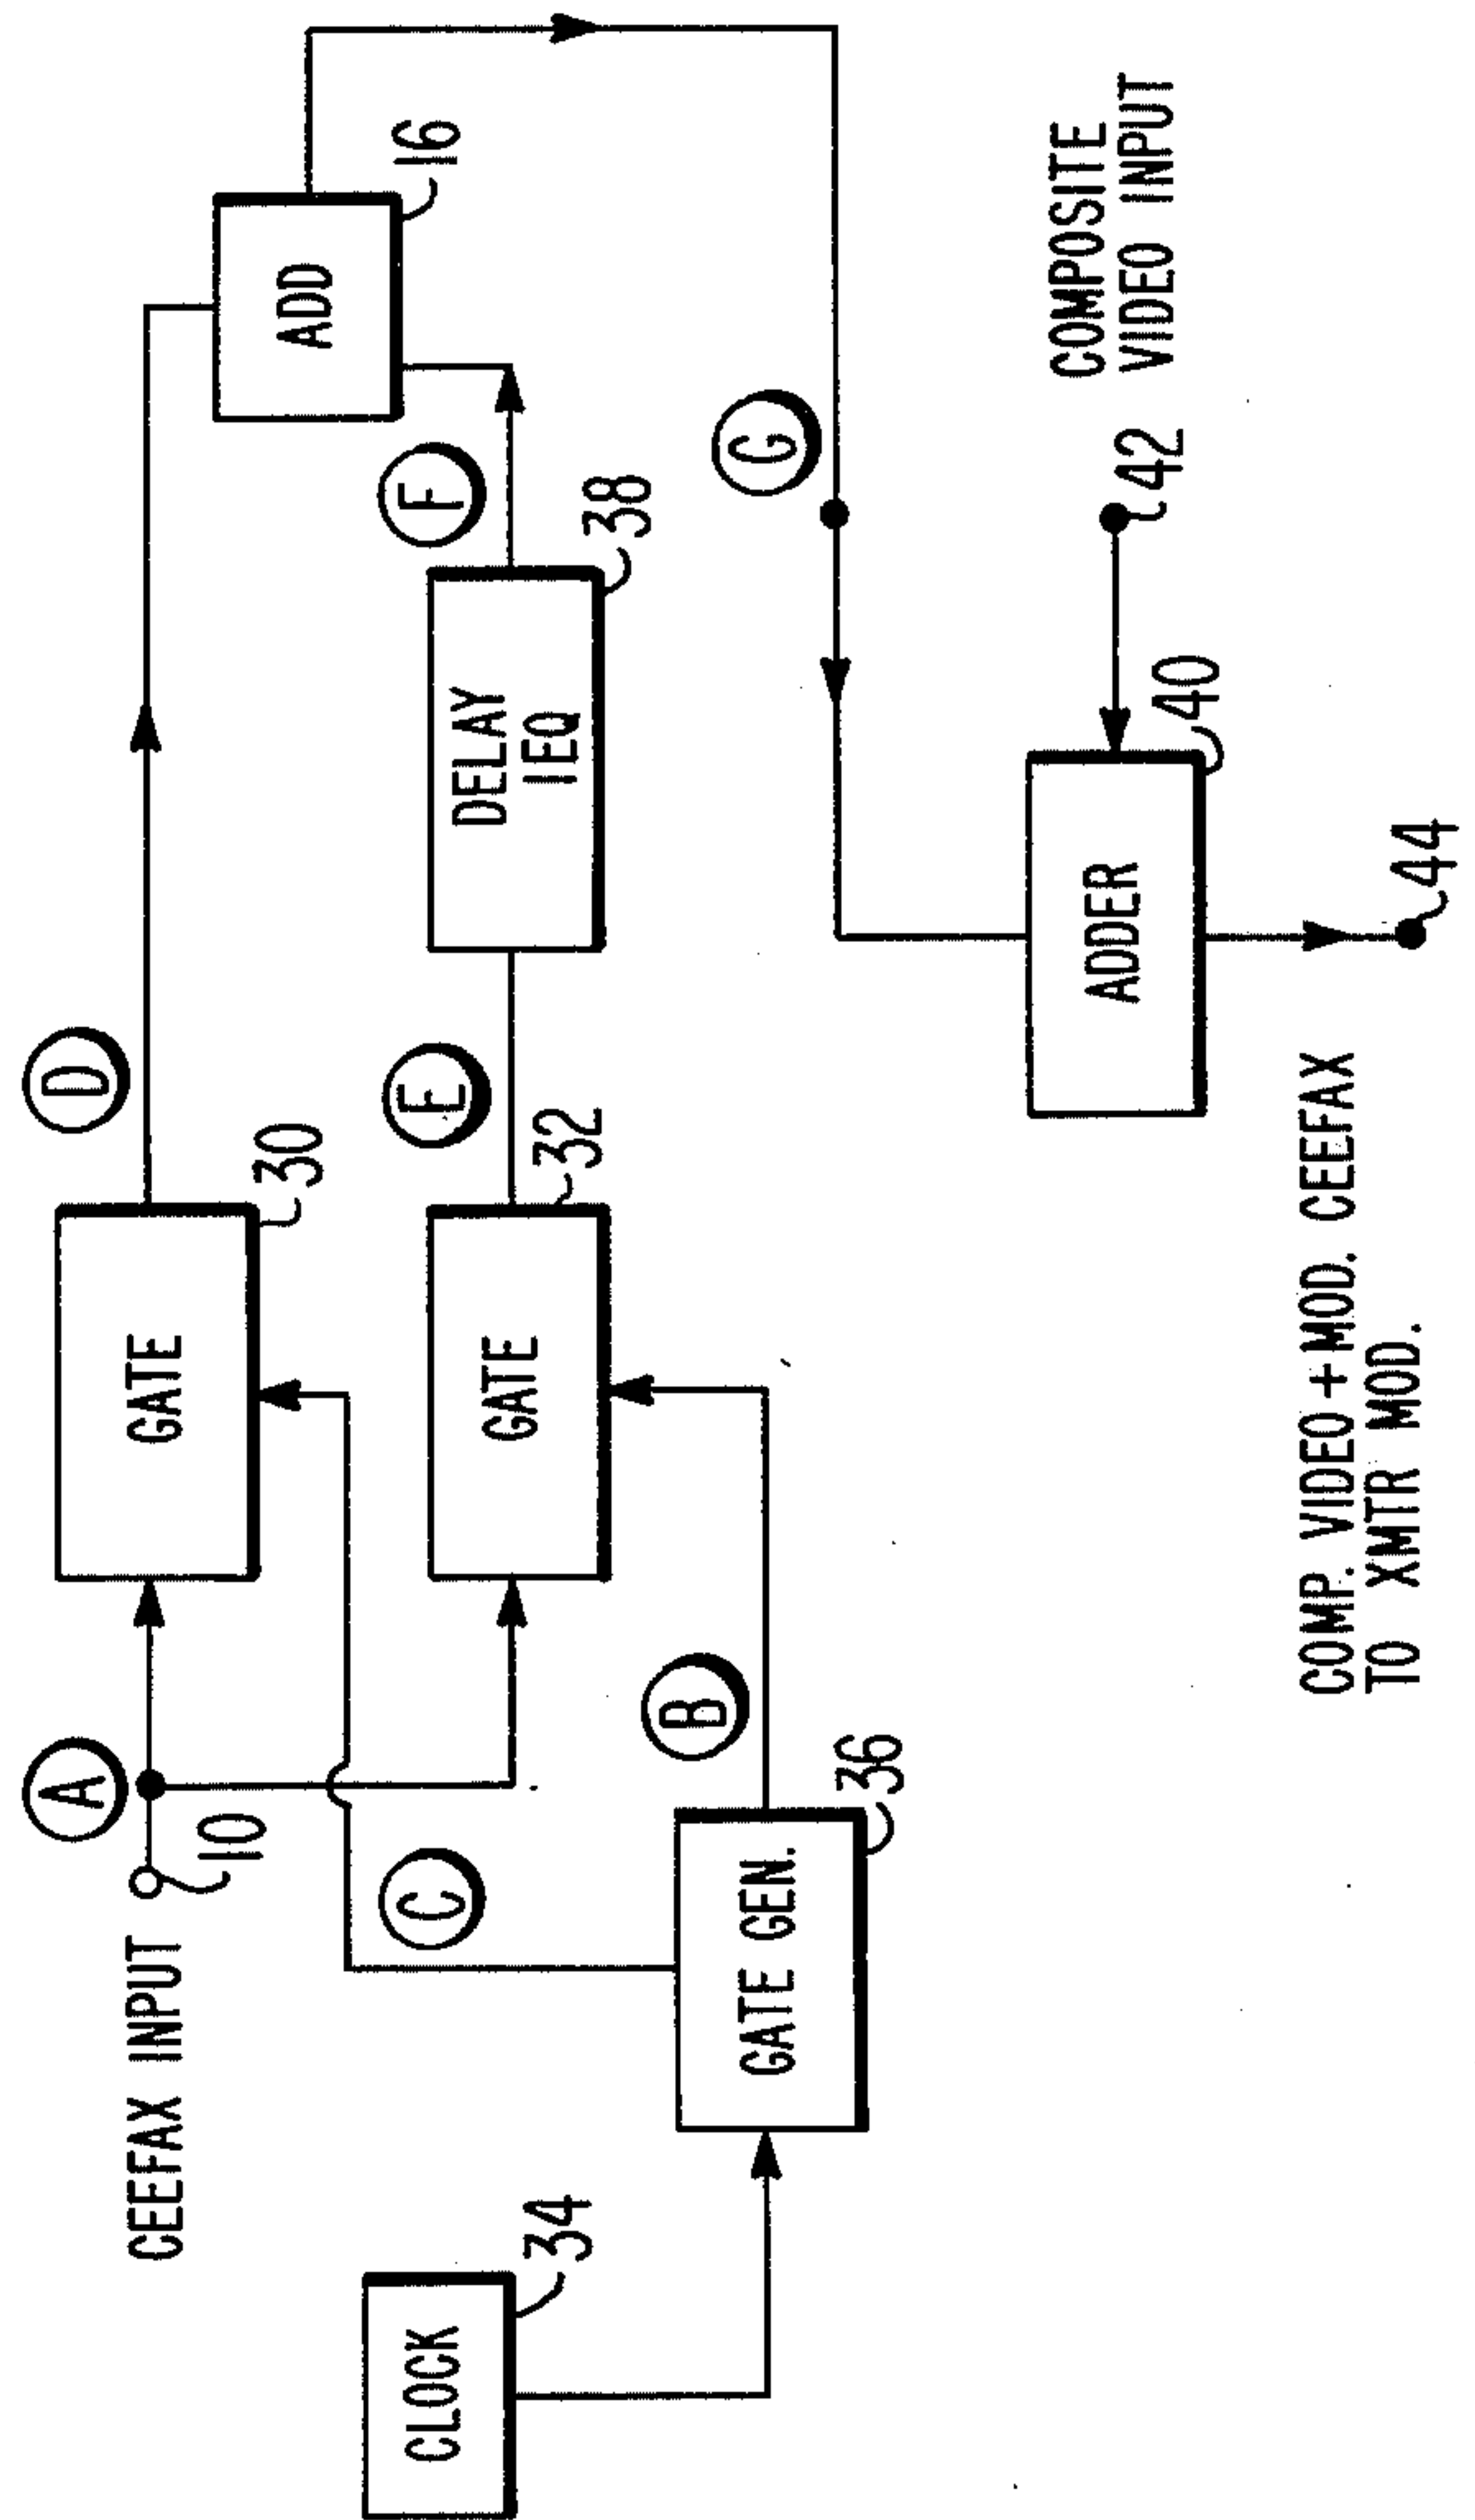 A
D
CEEFAX INPUT
10
GATE
30
ADD
16
C
E
F
CLOCK
34
GATE
32
DELAY
IEQ
38
B
G
GATE GEN.
36
COMPOSITE
VIDEO INPUT
42
ADDER
40
COMP. VIDEO + MOD. CEEFAX
TO XMTR MOD.
44